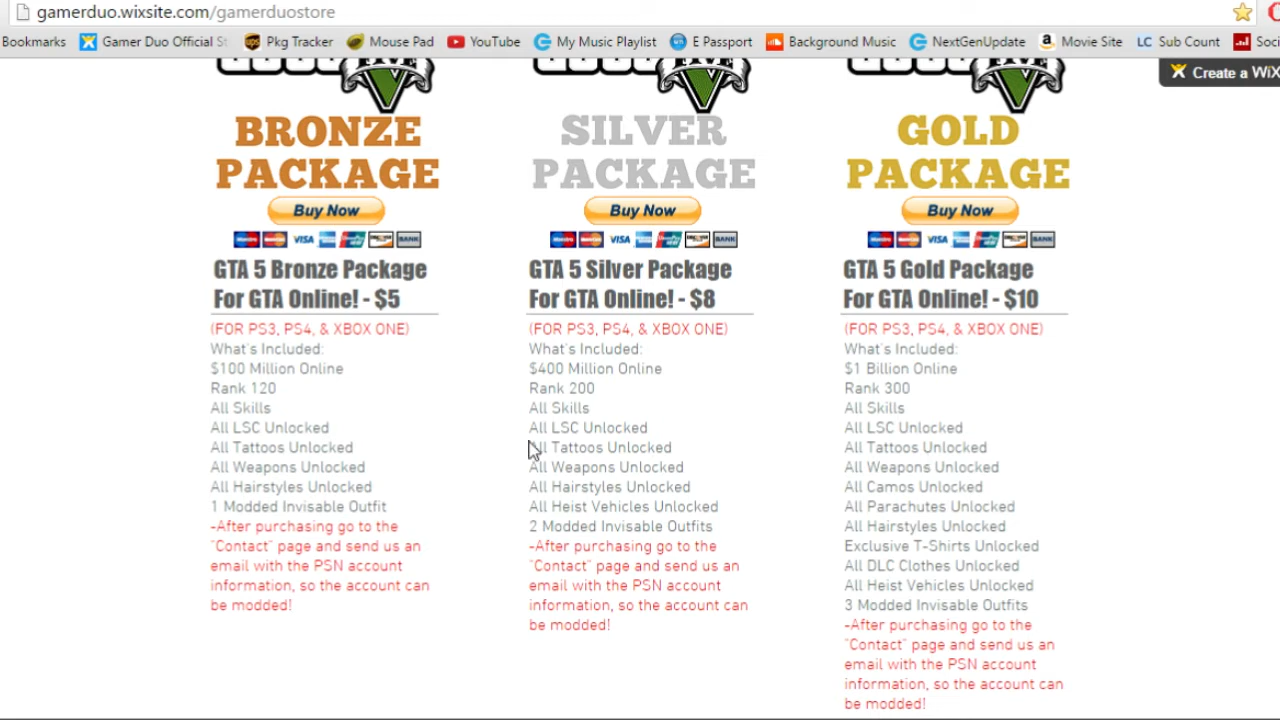 gamerduo.wixsite.com/gamerduostore
Bookmarks Gamer Duo Official St Pkg Tracker Mouse Pad YouTube My Music Playlist E Passport Background Music NextGenUpdate Movie Site LC Sub Count Soci
Create a WiX
BRONZE
PACKAGE
Buy Now
VISA BANK
GTA 5 Bronze Package
For GTA Online! - $5
(FOR PS3, PS4, & XBOX ONE)
What's Included:
$100 Million Online
Rank 120
All Skills
All LSC Unlocked
All Tattoos Unlocked
All Weapons Unlocked
All Hairstyles Unlocked
1 Modded Invisable Outfit
-After purchasing go to the
"Contact" page and send us an
email with the PSN account
information, so the account can
be modded!
SILVER
PACKAGE
Buy Now
VISA BANK
GTA 5 Silver Package
For GTA Online! - $8
(FOR PS3, PS4, & XBOX ONE)
What's Included:
$400 Million Online
Rank 200
All Skills
All LSC Unlocked
All Tattoos Unlocked
All Weapons Unlocked
All Hairstyles Unlocked
All Heist Vehicles Unlocked
2 Modded Invisable Outfits
-After purchasing go to the
"Contact" page and send us an
email with the PSN account
information, so the account can
be modded!
GOLD
PACKAGE
Buy Now
VISA BANK
GTA 5 Gold Package
For GTA Online! - $10
(FOR PS3, PS4, & XBOX ONE)
What's Included:
$1 Billion Online
Rank 300
All Skills
All LSC Unlocked
All Tattoos Unlocked
All Weapons Unlocked
All Camos Unlocked
All Parachutes Unlocked
All Hairstyles Unlocked
Exclusive T-Shirts Unlocked
All DLC Clothes Unlocked
All Heist Vehicles Unlocked
3 Modded Invisable Outfits
-After purchasing go to the
"Contact" page and send us an
email with the PSN account
information, so the account can
be modded!